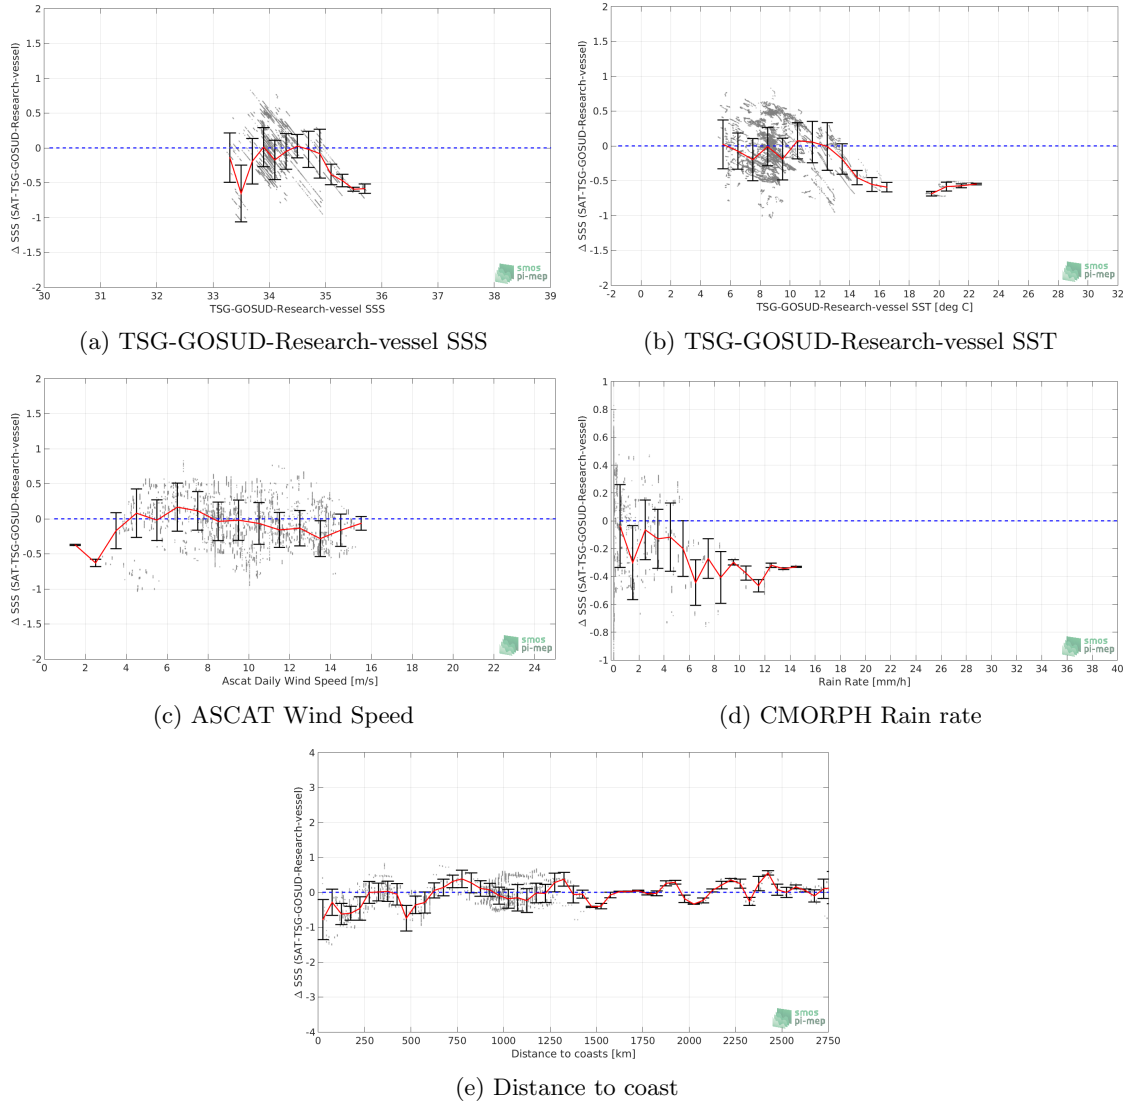 Δ SSS (SAT-TSG-GOSUD-Research-vessel)
2
1.5
1
0.5
0
-0.5
-1
-1.5
-2
30 31 32 33 34 35 36 37 38 39
TSG-GOSUD-Research-vessel SSS
smos
pi-mep
(a) TSG-GOSUD-Research-vessel SSS
Δ SSS (SAT-TSG-GOSUD-Research-vessel)
2
1.5
1
0.5
0
-0.5
-1
-1.5
-2
-2 0 2 4 6 8 10 12 14 16 18 20 22 24 26 28 30 32
TSG-GOSUD-Research-vessel SST [deg C]
smos
pi-mep
(b) TSG-GOSUD-Research-vessel SST
Δ SSS (SAT-TSG-GOSUD-Research-vessel)
2
1.5
1
0.5
0
-0.5
-1
-1.5
-2
0 2 4 6 8 10 12 14 16 18 20 22 24
Ascat Daily Wind Speed [m/s]
smos
pi-mep
(c) ASCAT Wind Speed
Δ SSS (SAT-TSG-GOSUD-Research-vessel)
1
0.8
0.6
0.4
0.2
0
-0.2
-0.4
-0.6
-0.8
-1
0 2 4 6 8 10 12 14 16 18 20 22 24 26 28 30 32 34 36 38 40
Rain Rate [mm/h]
smos
pi-mep
(d) CMORPH Rain rate
Δ SSS (SAT-TSG-GOSUD-Research-vessel)
4
3
2
1
0
-1
-2
-3
-4
0 250 500 750 1000 1250 1500 1750 2000 2250 2500 2750
Distance to coasts [km]
smos
pi-mep
(e) Distance to coast